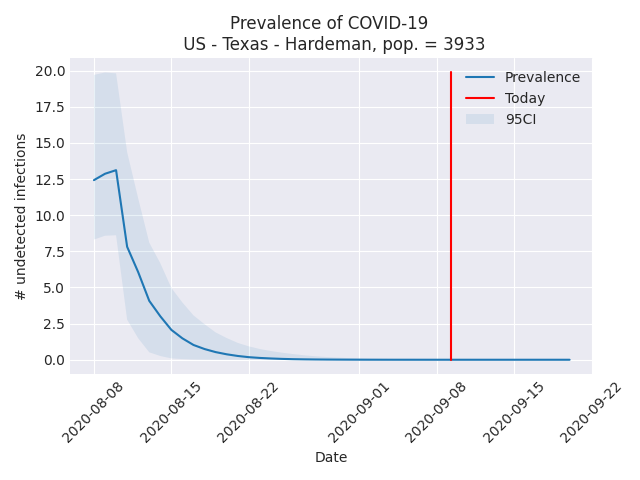 Prevalence of COVID-19
US - Texas - Hardeman, pop. = 3933
# undetected infections
20.0
17.5
15.0
12.5
10.0
7.5
5.0
2.5
0.0
Prevalence
Today
95CI
2020-08-08
2020-08-15
2020-08-22
2020-09-01
2020-09-08
2020-09-15
2020-09-22
Date